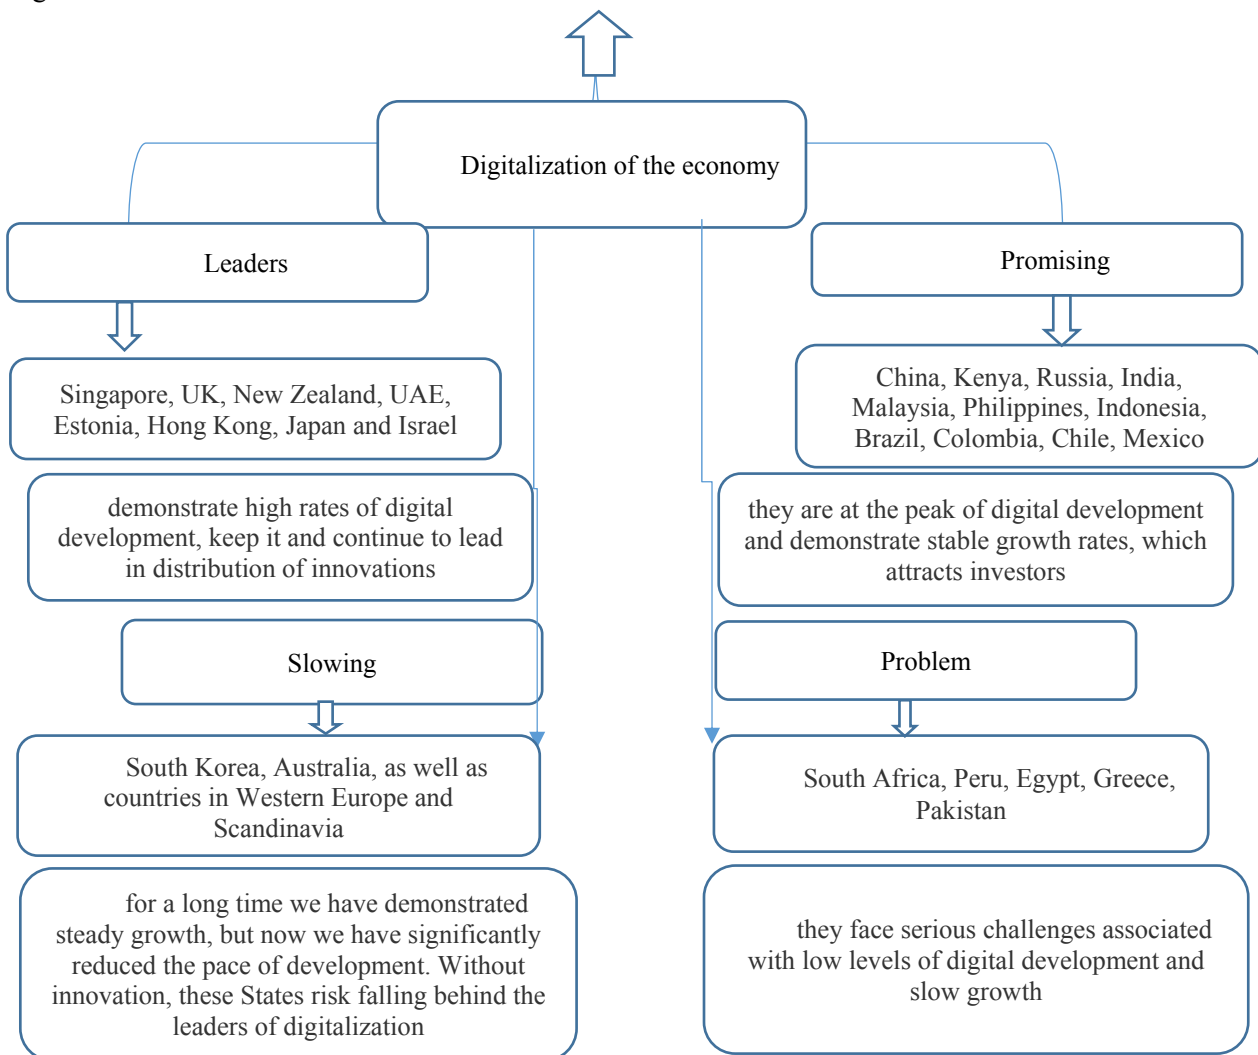 Digitalization of the economy
Leaders
Promising
Singapore, UK, New Zealand, UAE,
Estonia, Hong Kong, Japan and Israel
China, Kenya, Russia, India,
Malaysia, Philippines, Indonesia,
Brazil, Colombia, Chile, Mexico
demonstrate high rates of digital
development, keep it and continue to lead
in distribution of innovations
they are at the peak of digital development
and demonstrate stable growth rates, which
attracts investors
Slowing
Problem
South Korea, Australia, as well as
countries in Western Europe and
Scandinavia
South Africa, Peru, Egypt, Greece,
Pakistan
for a long time we have demonstrated
steady growth, but now we have significantly
reduced the pace of development. Without
innovation, these States risk falling behind the
leaders of digitalization
they face serious challenges associated
with low levels of digital development and
slow growth